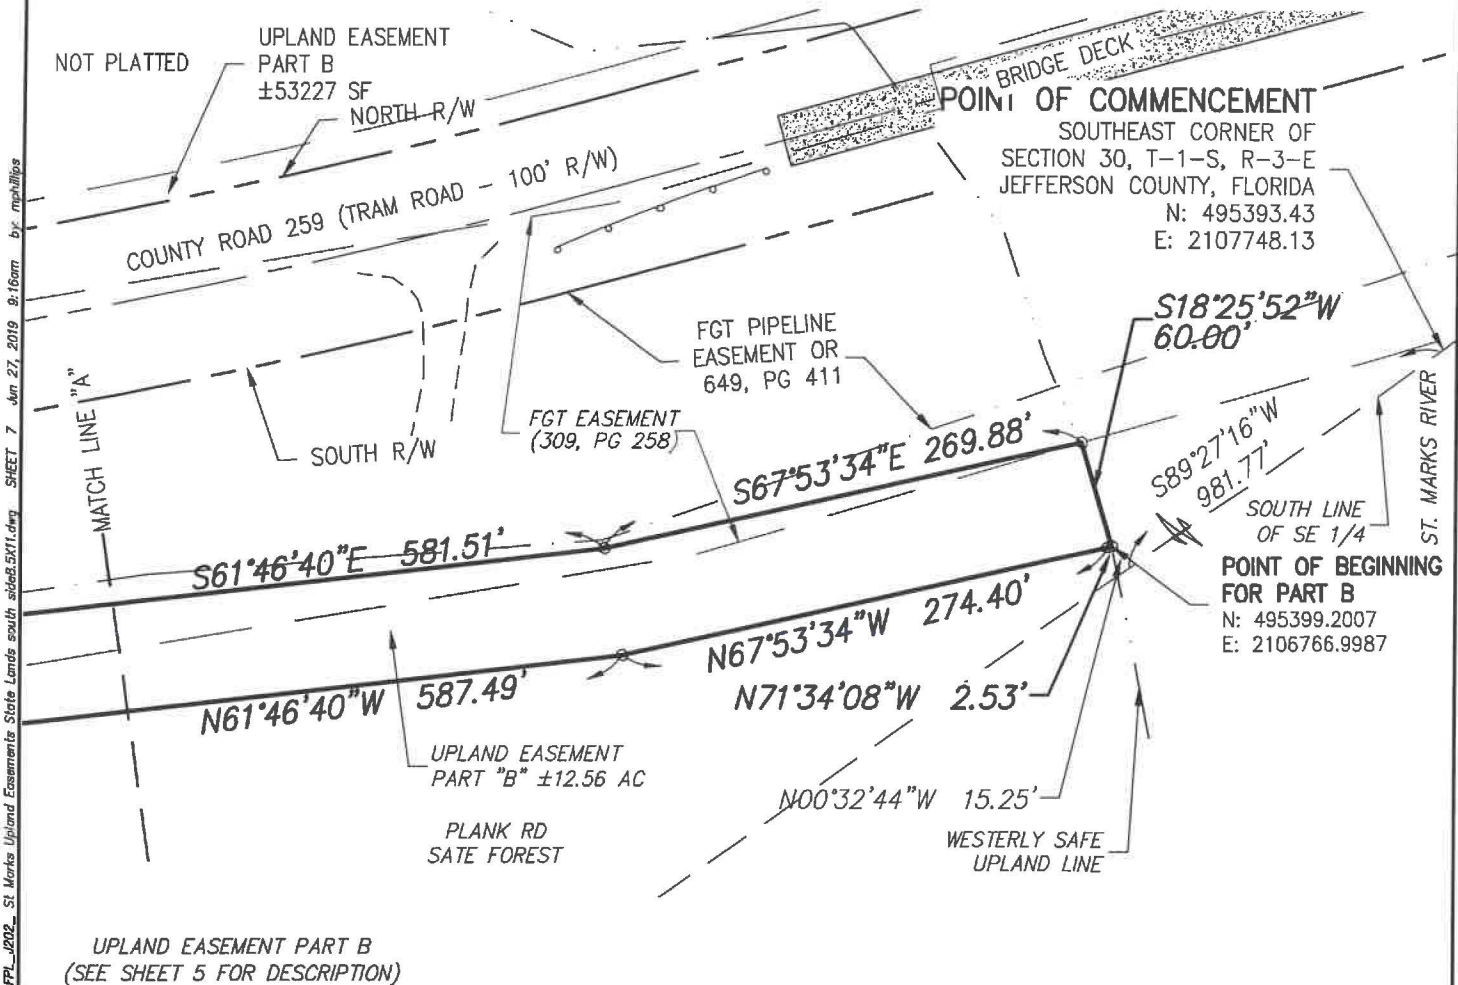 NOT PLATTED
UPLAND EASEMENT
PART B
±53227 SF
NORTH R/W
COUNTY ROAD 259 (TRAM ROAD - 100' R/W)
BRIDGE DECK
POINT OF COMMENCEMENT
SOUTHEAST CORNER OF
SECTION 30, T-1-S, R-3-E
JEFFERSON COUNTY, FLORIDA
N: 495393.43
E: 2107748.13
S18°25'52"W
60.00'
FGT PIPELINE
EASEMENT OR
649, PG 411
MATCH LINE "A"
SOUTH R/W
FGT EASEMENT
(309, PG 258)
S67°53'34"E 269.88'
S89°27'16"W
981.77'
SOUTH LINE
OF SE 1/4
ST. MARKS RIVER
S61°46'40"E 581.51'
POINT OF BEGINNING
FOR PART B
N: 495399.2007
E: 2106766.9987
N67°53'34"W 274.40'
N71°34'08"W 2.53'
N61°46'40"W 587.49'
UPLAND EASEMENT
PART "B" ±12.56 AC
N00°32'44"W 15.25'
PLANK RD
SATE FOREST
WESTERLY SAFE
UPLAND LINE
UPLAND EASEMENT PART B
(SEE SHEET 5 FOR DESCRIPTION)
FPL_J202_ St Marks Upland Easements State Lands south side8.5X11.dwg SHEET 7 Jun 27, 2019 9:16am by: mphillips